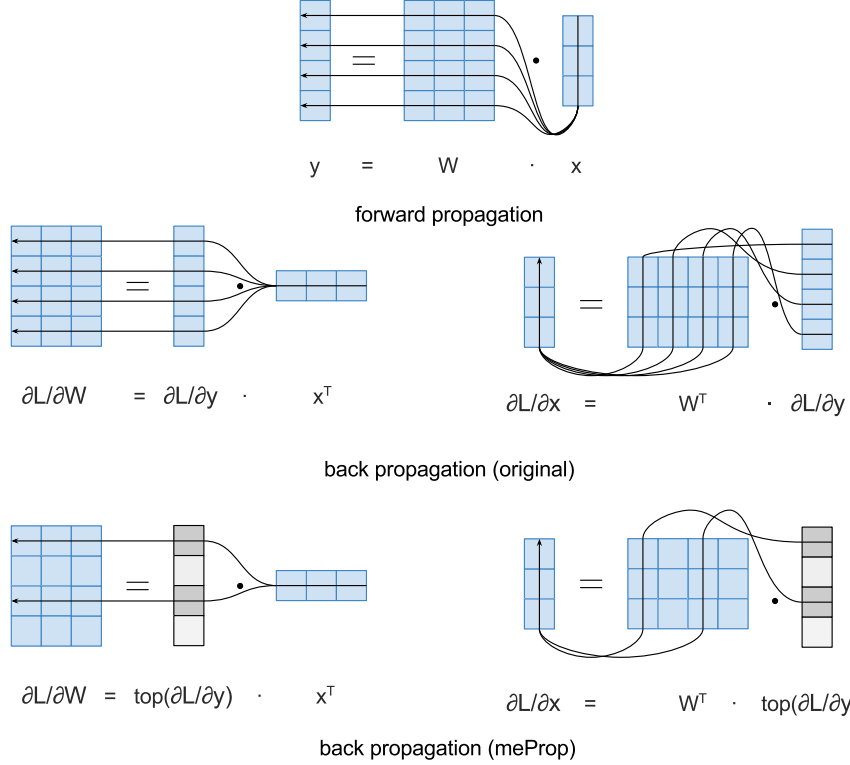 y = W · x
forward propagation
∂L/∂W = ∂L/∂y · xᵀ
∂L/∂x = Wᵀ · ∂L/∂y
back propagation (original)
∂L/∂W = top(∂L/∂y) · xᵀ
∂L/∂x = Wᵀ · top(∂L/∂y
back propagation (meProp)